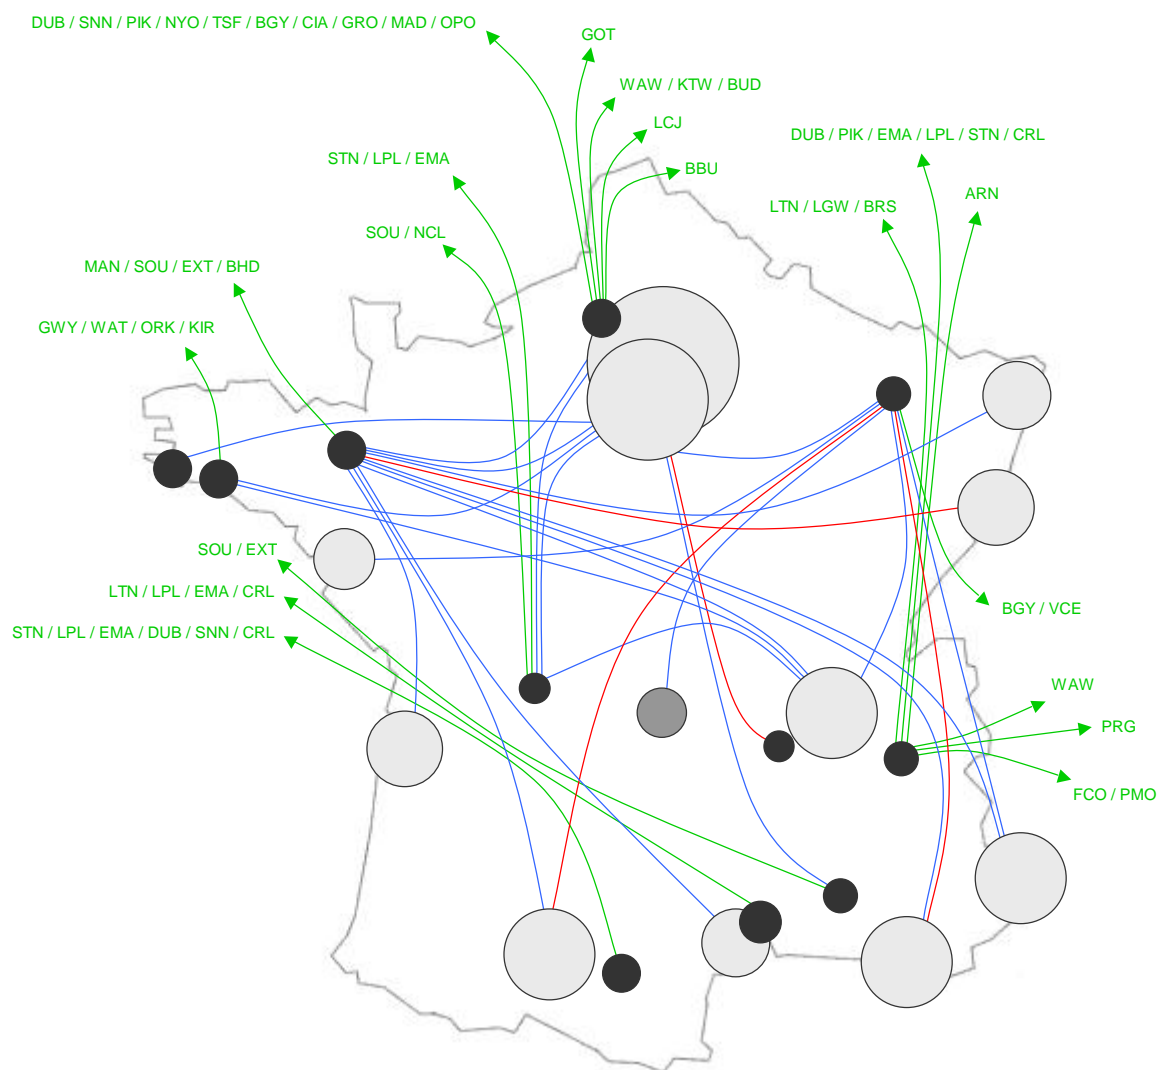 DUB / SNN / PIK / NYO / TSF / BGY / CIA / GRO / MAD / OPO
GOT
WAW / KTW / BUD
LCJ
BBU
DUB / PIK / EMA / LPL / STN / CRL
STN / LPL / EMA
ARN
LTN / LGW / BRS
SOU / NCL
MAN / SOU / EXT / BHD
GWY / WAT / ORK / KIR
SOU / EXT
LTN / LPL / EMA / CRL
BGY / VCE
STN / LPL / EMA / DUB / SNN / CRL
WAW
PRG
FCO / PMO